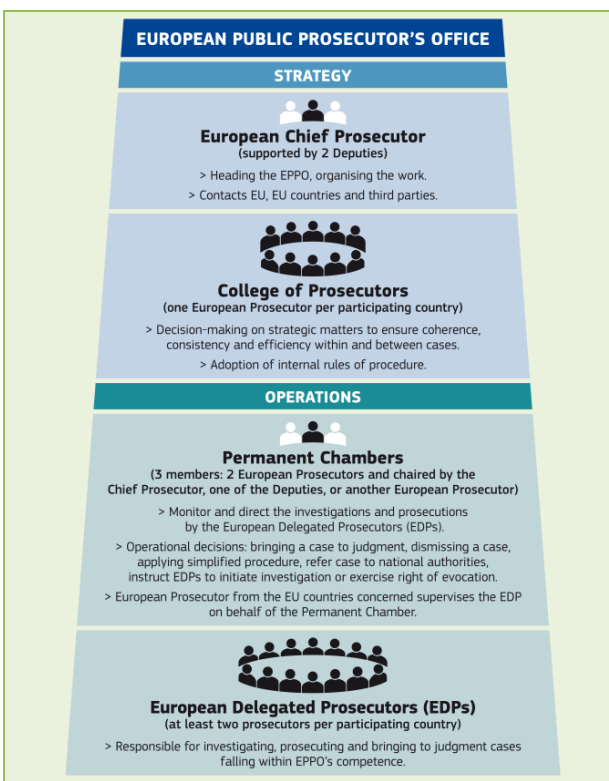 EUROPEAN PUBLIC PROSECUTOR'S OFFICE
STRATEGY
European Chief Prosecutor
(supported by 2 Deputies)
> Heading the EPPO, organising the work.
> Contacts EU, EU countries and third parties.
College of Prosecutors
(one European Prosecutor per participating country)
> Decision-making on strategic matters to ensure coherence,
consistency and efficiency within and between cases.
> Adoption of internal rules of procedure.
OPERATIONS
Permanent Chambers
(3 members: 2 European Prosecutors and chaired by the
Chief Prosecutor, one of the Deputies, or another European Prosecutor)
> Monitor and direct the investigations and prosecutions
by the European Delegated Prosecutors (EDPs).
> Operational decisions: bringing a case to judgment, dismissing a case,
applying simplified procedure, refer case to national authorities,
instruct EDPs to initiate investigation or exercise right of evocation.
> European Prosecutor from the EU countries concerned supervises the EDP
on behalf of the Permanent Chamber.
European Delegated Prosecutors (EDPs)
(at least two prosecutors per participating country)
> Responsible for investigating, prosecuting and bringing to judgment cases
falling within EPPO's competence.